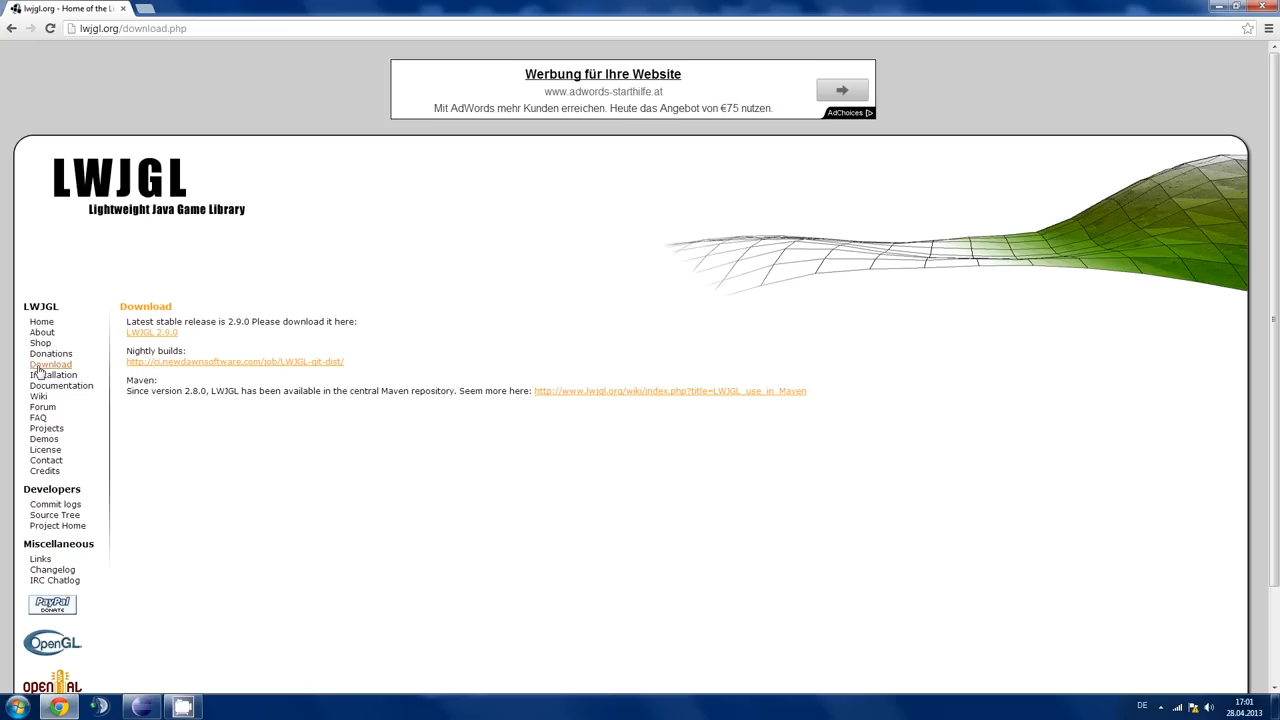 lwjgl.org - Home of the L
lwjgl.org/download.php
Werbung für Ihre Website
www.adwords-starthilfe.at
Mit AdWords mehr Kunden erreichen. Heute das Angebot von €75 nutzen.
AdChoices
LWJGL
Lightweight Java Game Library
LWJGL
Home
About
Shop
Donations
Download
Installation
Documentation
Wiki
Forum
FAQ
Projects
Demos
License
Contact
Credits
Developers
Commit logs
Source Tree
Project Home
Miscellaneous
Links
Changelog
IRC Chatlog
PayPal
DONATE
OpenGL
OPEN AL
Download
Latest stable release is 2.9.0 Please download it here:
LWJGL 2.9.0
Nightly builds:
http://ci.newdawnsoftware.com/job/LWJGL-git-dist/
Maven:
Since version 2.8.0, LWJGL has been available in the central Maven repository. Seem more here: http://www.lwjgl.org/wiki/index.php?title=LWJGL_use_in_Maven
DE
17:01
28.04.2013